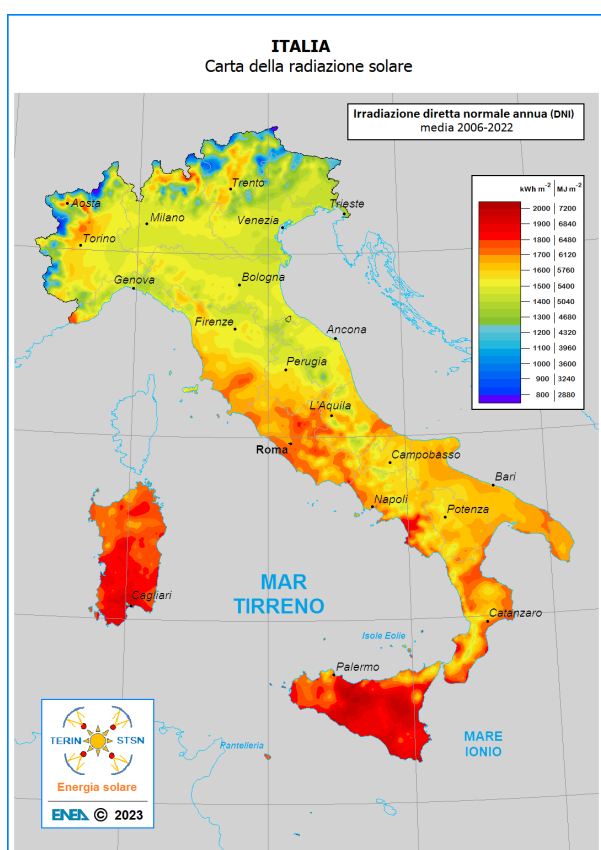 ITALIA
Carta della radiazione solare
Irradiazione diretta normale annua (DNI)
media 2006-2022
kWh m-2 MJ m-2
2000 7200
1900 6840
1800 6480
1700 6120
1600 5760
1500 5400
1400 5040
1300 4680
1200 4320
1100 3960
1000 3600
900 3240
800 2880
Trento
Aosta
Trieste
Milano
Venezia
Torino
Genova
Bologna
Firenze
Ancona
Perugia
L'Aquila
Roma
Campobasso
Bari
Napoli
Potenza
MAR
TIRRENO
Cagliari
Catanzaro
Isole Eolie
Palermo
MARE
IONIO
Pantelleria
TERIN STSN
Energia solare
ENEA © 2023